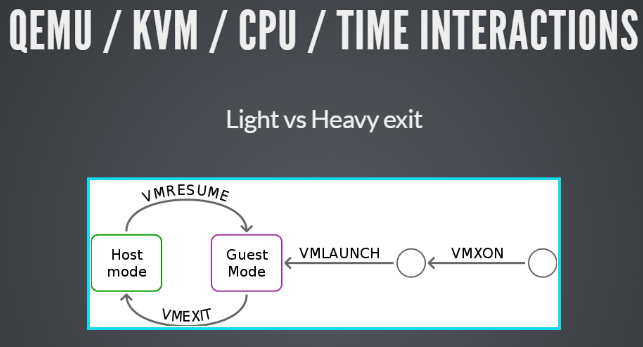 QEMU / KVM / CPU / TIME INTERACTIONS
Light vs Heavy exit
VMRESUME
Host
mode
Guest
Mode
VMLAUNCH
VMXON
VMEXIT